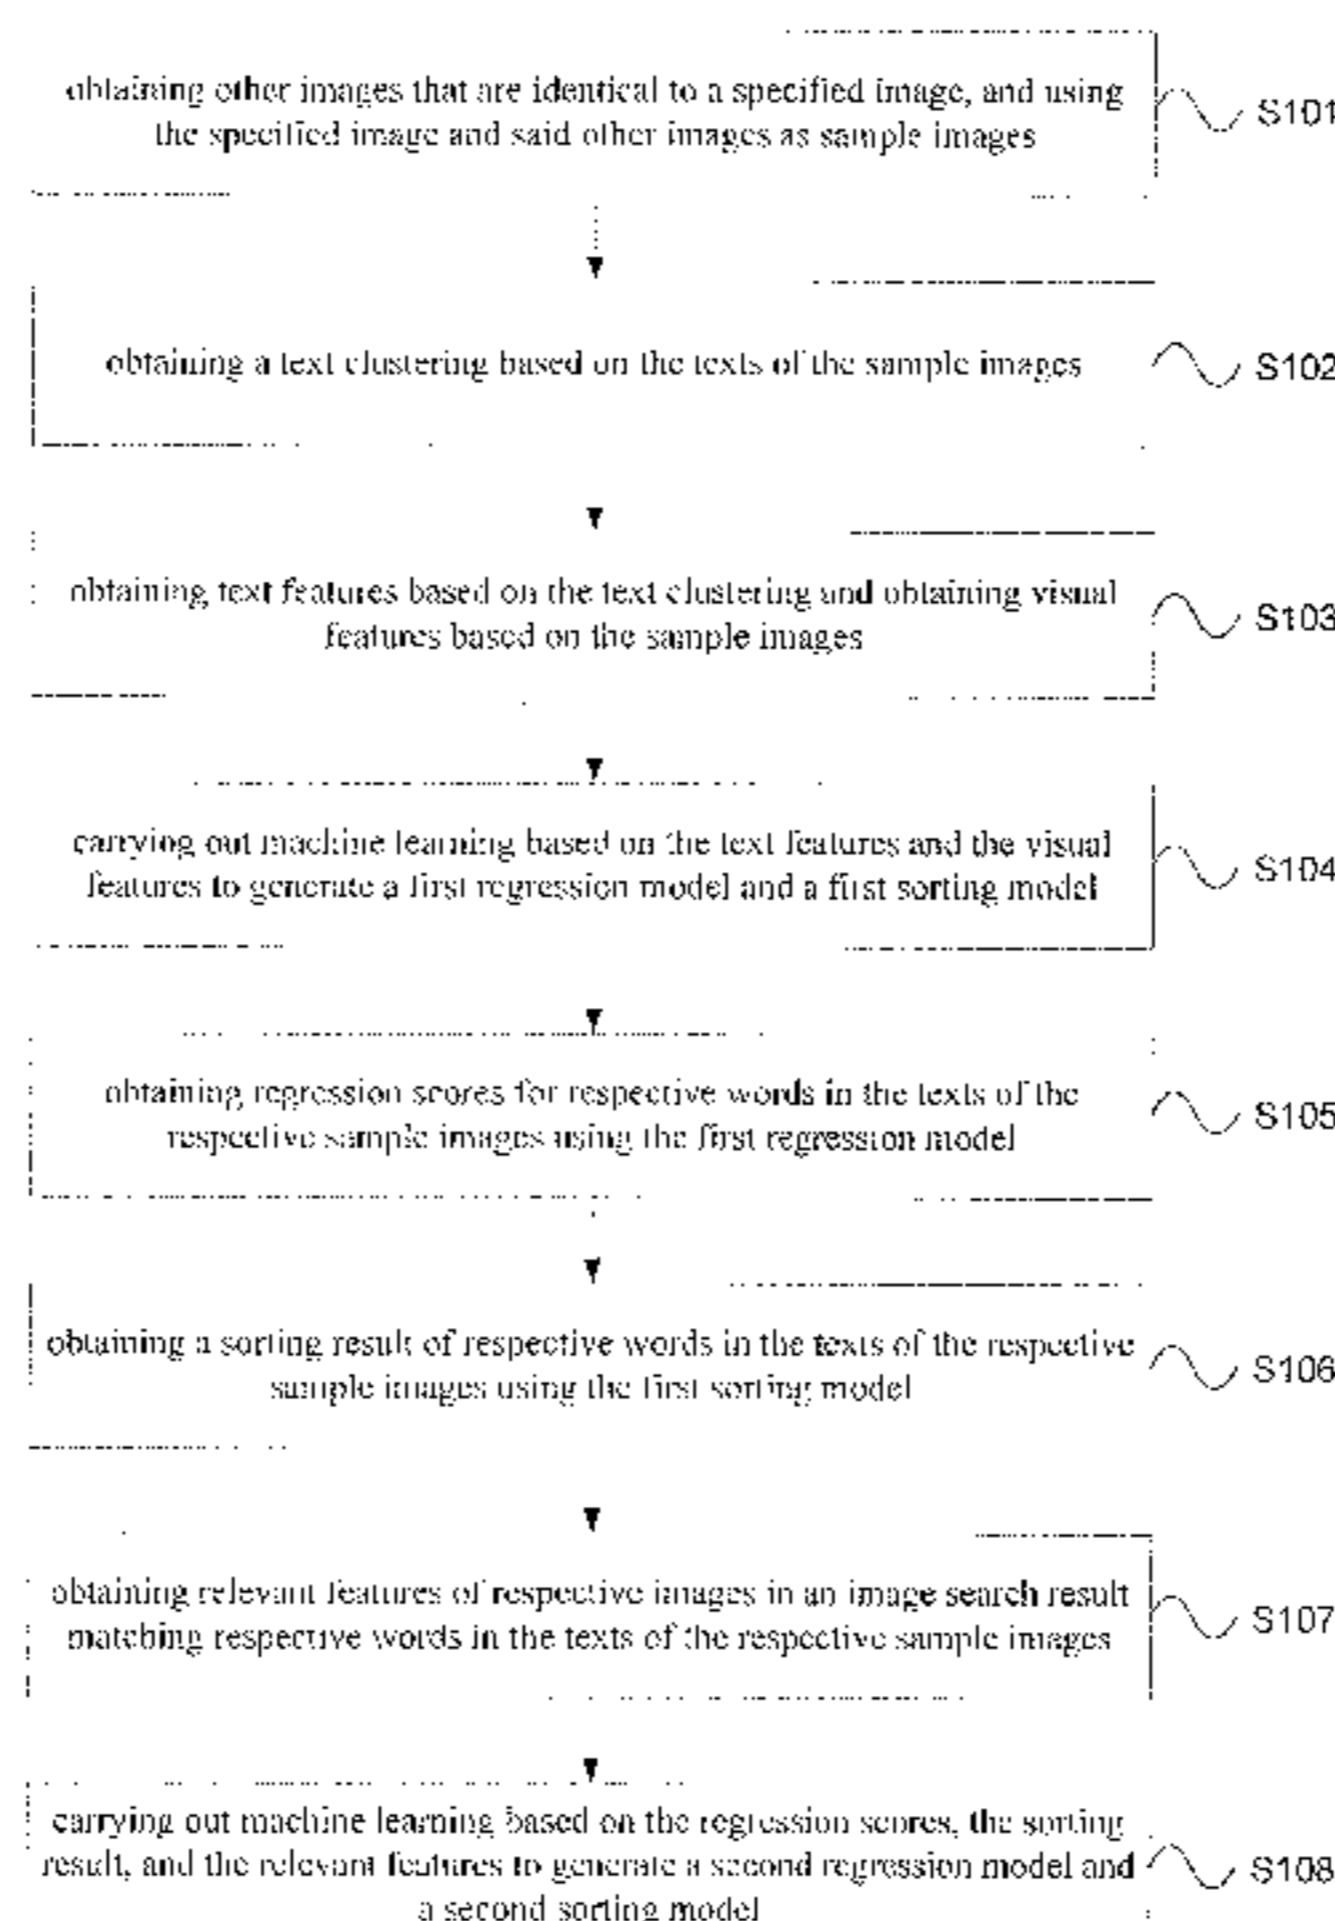 obtaining other images that are identical to a specified image, and using
the specified image and said other images as sample images
S101
obtaining a text clustering based on the texts of the sample images
S102
obtaining text features based on the text clustering and obtaining visual
features based on the sample images
S103
carrying out machine learning based on the text features and the visual
features to generate a first regression model and a first sorting model
S104
obtaining regression scores for respective words in the texts of the
respective sample images using the first regression model
S105
obtaining a sorting result of respective words in the texts of the respective
sample images using the first sorting model
S106
obtaining relevant features of respective images in an image search result
matching respective words in the texts of the respective sample images
S107
carrying out machine learning based on the regression scores, the sorting
result, and the relevant features to generate a second regression model and
a second sorting model
S108